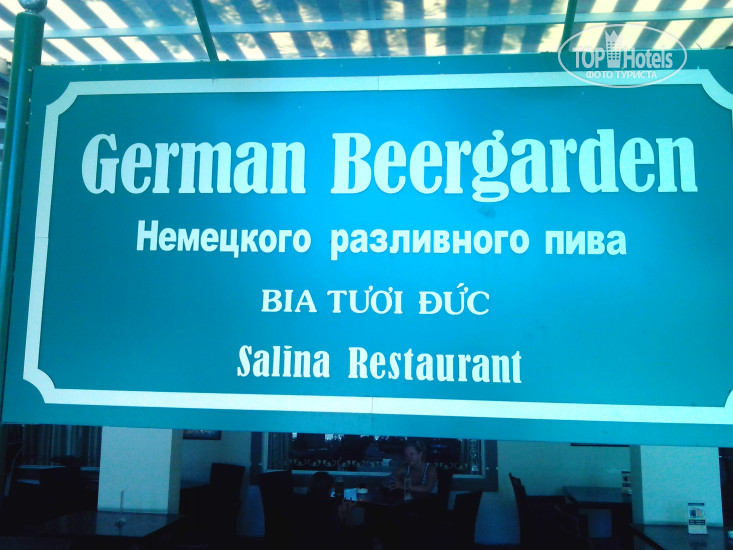 TOP Hotels
ФОТО ТУРИСТА
German Beergarden
Немецкого разливного пива
BIA TƯƠI ĐỨC
Salina Restaurant